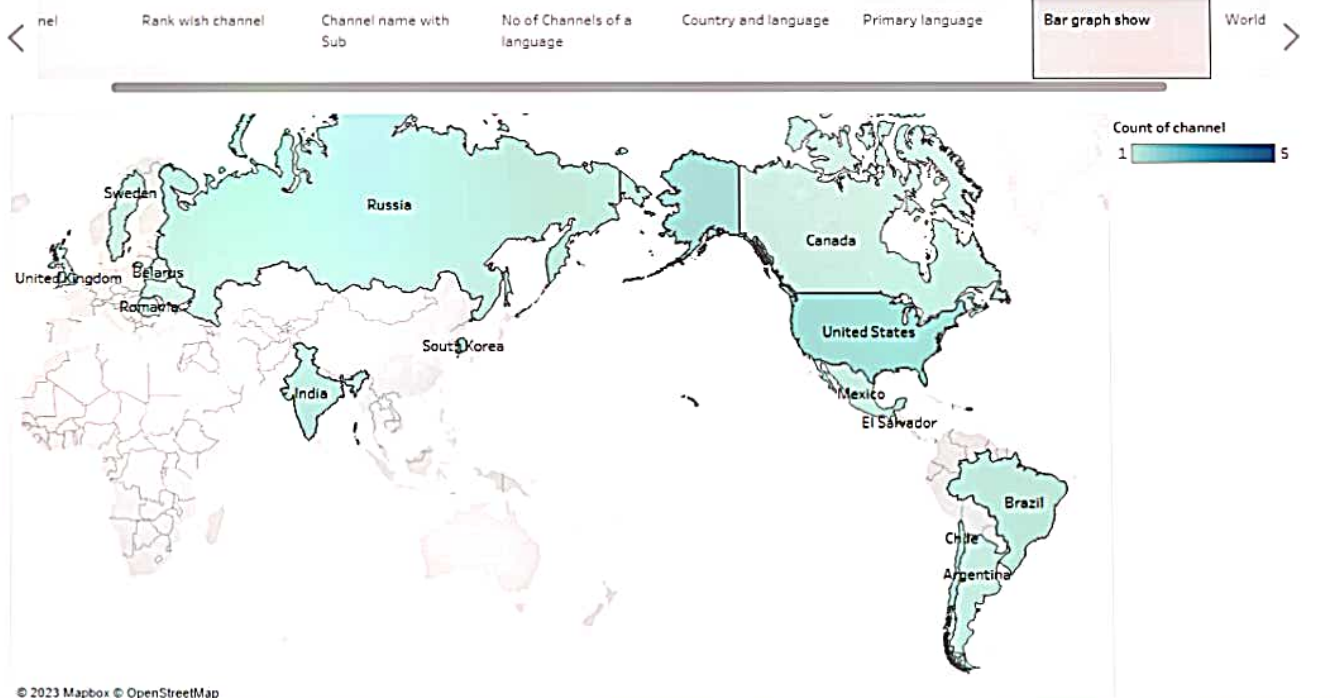 nel
Rank wish channel
Channel name with
Sub
No of Channels of a
language
Country and language
Primary language
Bar graph show
World
Count of channel
1 5
Sweden
Russia
Canada
United Kingdom
Belarus
Romania
United States
South Korea
India
Mexico
El Salvador
Brazil
Chile
Argentina
© 2023 Mapbox © OpenStreetMap